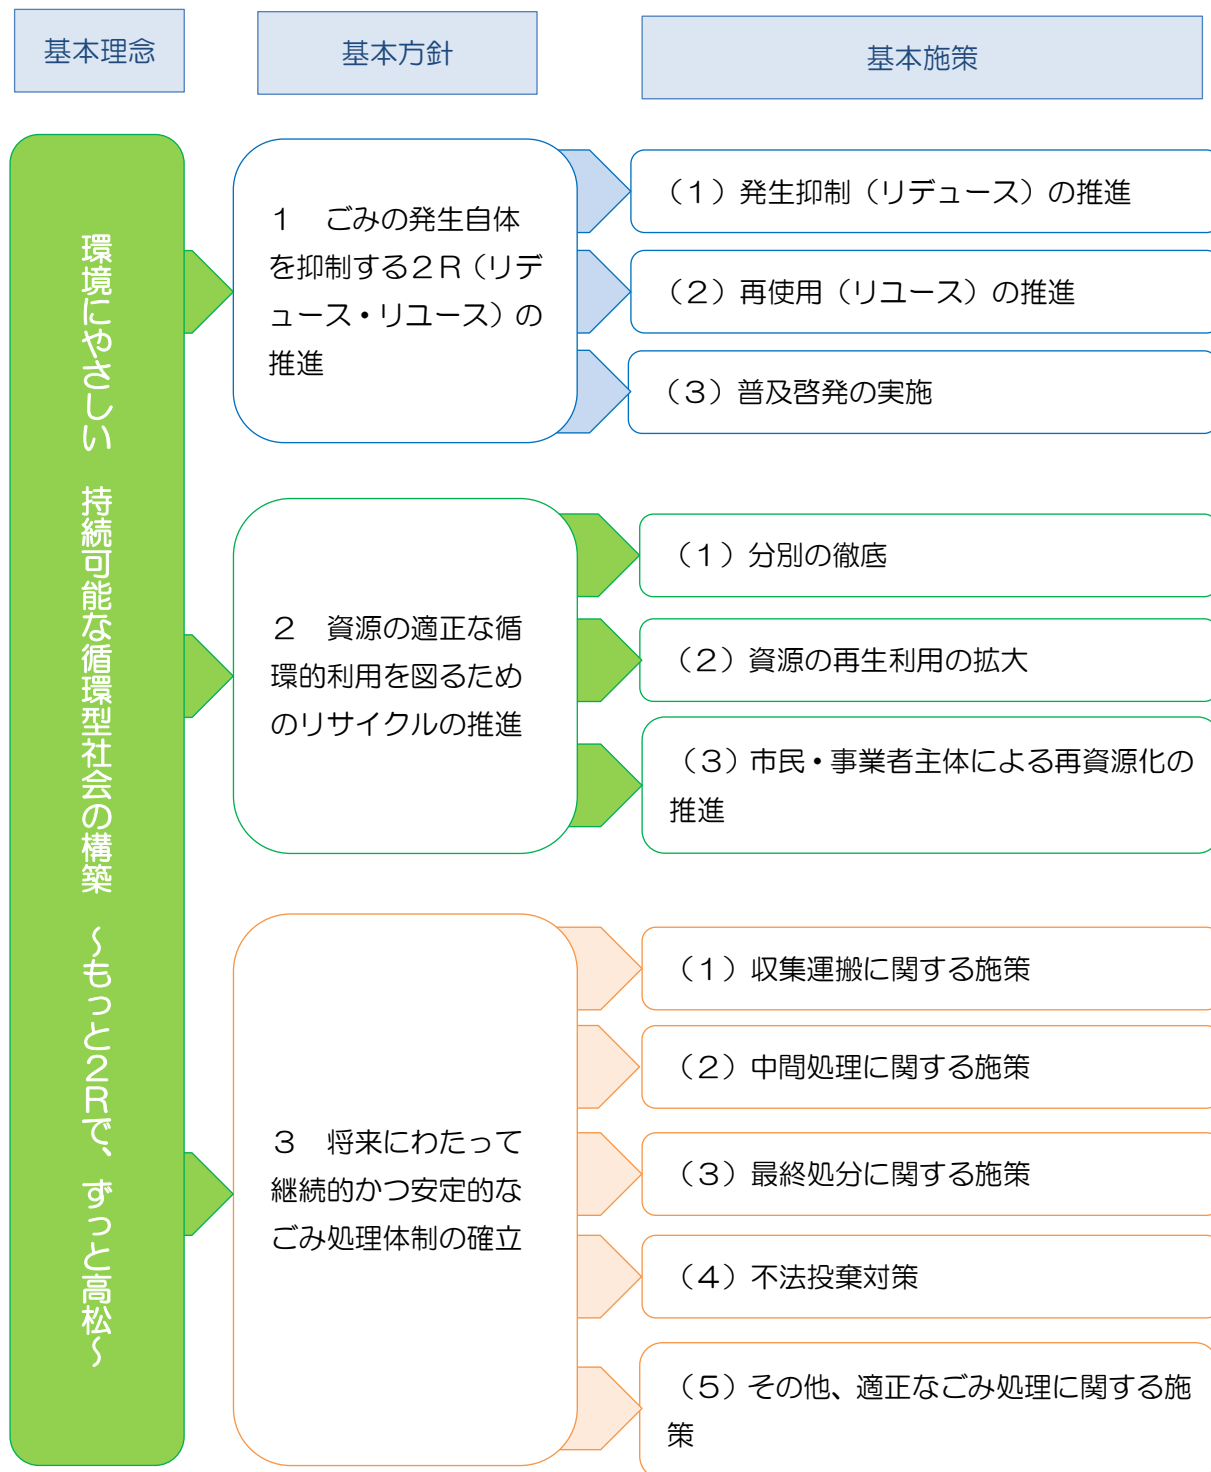 基本理念
基本方針
基本施策
環境にやさしい 持続可能な循環型社会の構築 ～もっと2Rで、ずっと高松～
１ ごみの発生自体
を抑制する２Ｒ（リデ
ュース・リユース）の
推進
（１）発生抑制（リデュース）の推進
（２）再使用（リユース）の推進
（３）普及啓発の実施
２ 資源の適正な循
環的利用を図るため
のリサイクルの推進
（１）分別の徹底
（２）資源の再生利用の拡大
（３）市民・事業者主体による再資源化の
推進
３ 将来にわたって
継続的かつ安定的な
ごみ処理体制の確立
（１）収集運搬に関する施策
（２）中間処理に関する施策
（３）最終処分に関する施策
（４）不法投棄対策
（５）その他、適正なごみ処理に関する施
策